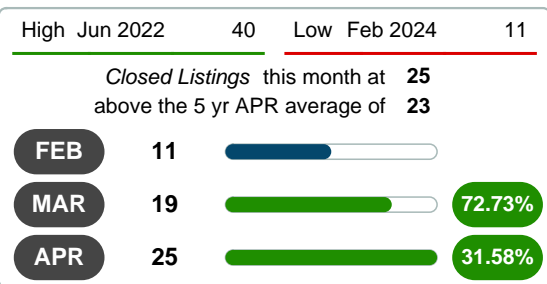 High Jun 2022 40 Low Feb 2024 11
Closed Listings this month at 25
above the 5 yr APR average of 23
FEB 11
MAR 19 72.73%
APR 25 31.58%